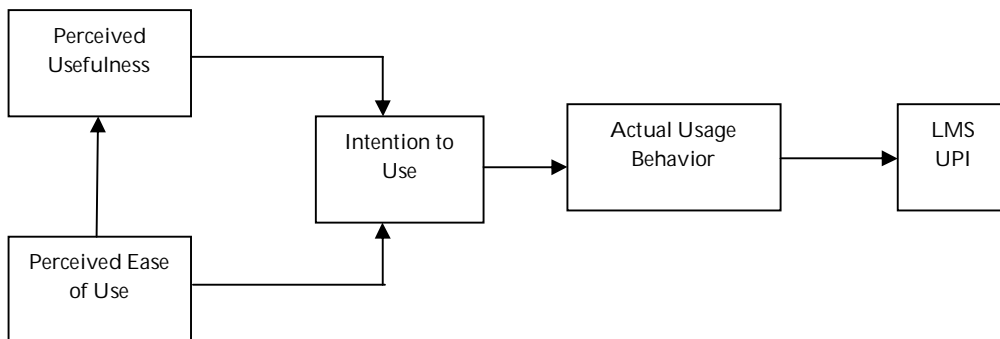 Perceived
Usefulness
Intention to
Use
Actual Usage
Behavior
LMS
UPI
Perceived Ease
of Use